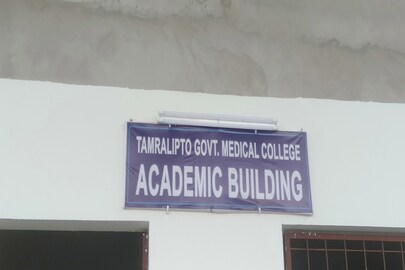 TAMRALIPTO GOVT. MEDICAL COLLEGE
ACADEMIC BUILDING